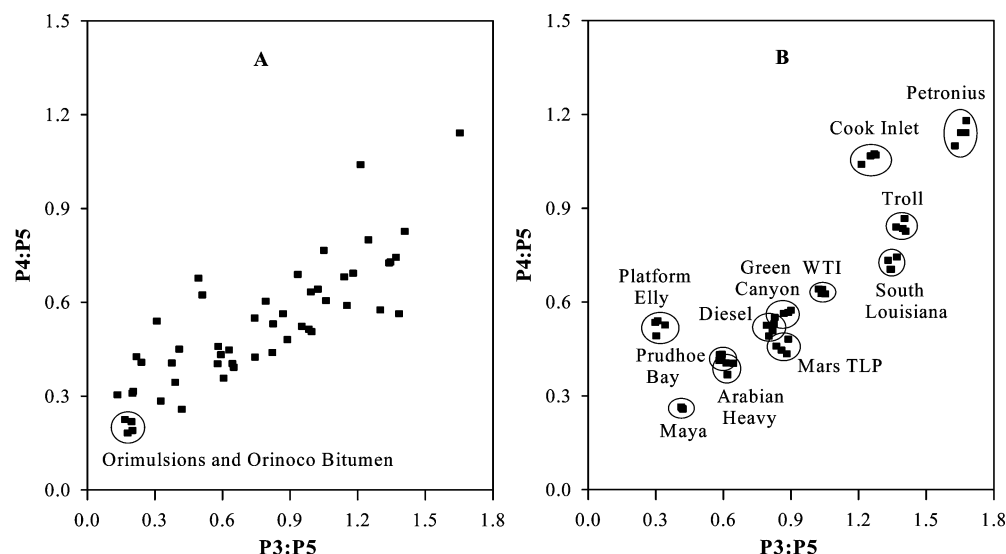 A
P4:P5
1.5
1.2
0.9
0.6
0.3
0.0
Orimulsions and Orinoco Bitumen
0.0 0.3 0.6 0.9 1.2 1.5 1.8
P3:P5
B
P4:P5
1.5
1.2
0.9
0.6
0.3
0.0
Petronius
Cook Inlet
Troll
Green
Canyon
WTI
Platform
Elly
South
Louisiana
Diesel
Prudhoe
Bay
Mars TLP
Arabian
Heavy
Maya
0.0 0.3 0.6 0.9 1.2 1.5 1.8
P3:P5